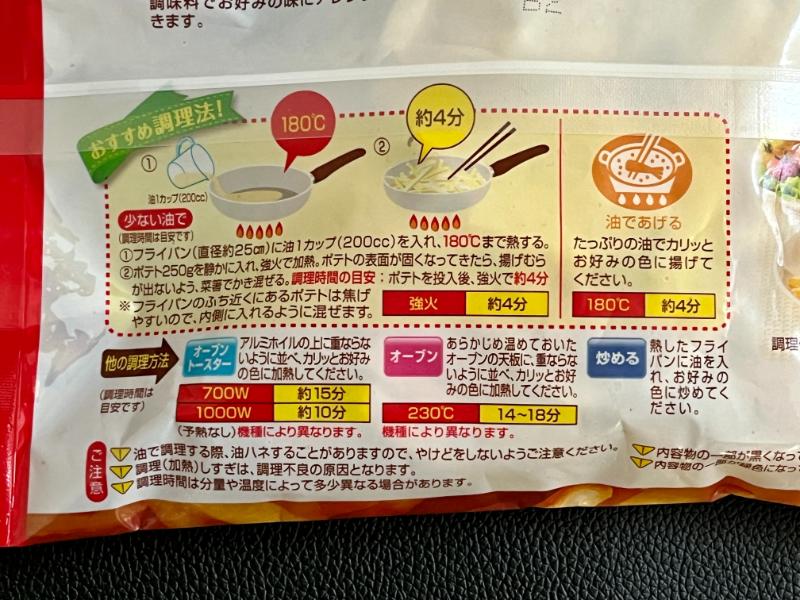 調味料でお好みの味にアレンジ
きます。
おすすめ調理法!
①
油1カップ(200cc)
180℃
②
約4分
少ない油で
(調理時間は目安です)
①フライパン(直径約25cm)に油1カップ(200cc)を入れ、180℃まで熱する。
②ポテト250gを静かに入れ、強火で加熱。ポテトの表面が固くなってきたら、揚げむら
が出ないよう、菜箸でかき混ぜる。調理時間の目安:ポテトを投入後、強火で約4分
※フライパンのふち近くにあるポテトは焦げ
やすいので、内側に入れるように混ぜます。
強火 約4分
油であげる
たっぷりの油でカリッと
お好みの色に揚げて
ください。
180℃ 約4分
他の調理方法
(調理時間は
目安です)
オーブン
トースター
アルミホイルの上に重ならな
いように並べ、カリッとお好み
の色に加熱してください。
700W 約15分
1000W 約10分
(予熱なし)機種により異なります。
オーブン
あらかじめ温めておいた
オーブンの天板に、重ならな
いように並べ、カリッとお好
みの色に加熱してください。
230℃ 14~18分
機種により異なります。
炒める
熱したフライ
パンに油を入
れ、お好みの
色に炒めてく
ださい。
調理
ご注意
油で調理する際、油ハネすることがありますので、やけどをしないようご注意ください。
調理(加熱)しすぎは、調理不良の原因となります。
調理時間は分量や温度によって多少異なる場合があります。
内容物の一部が黒くなって
内容物の一部が緑色になって